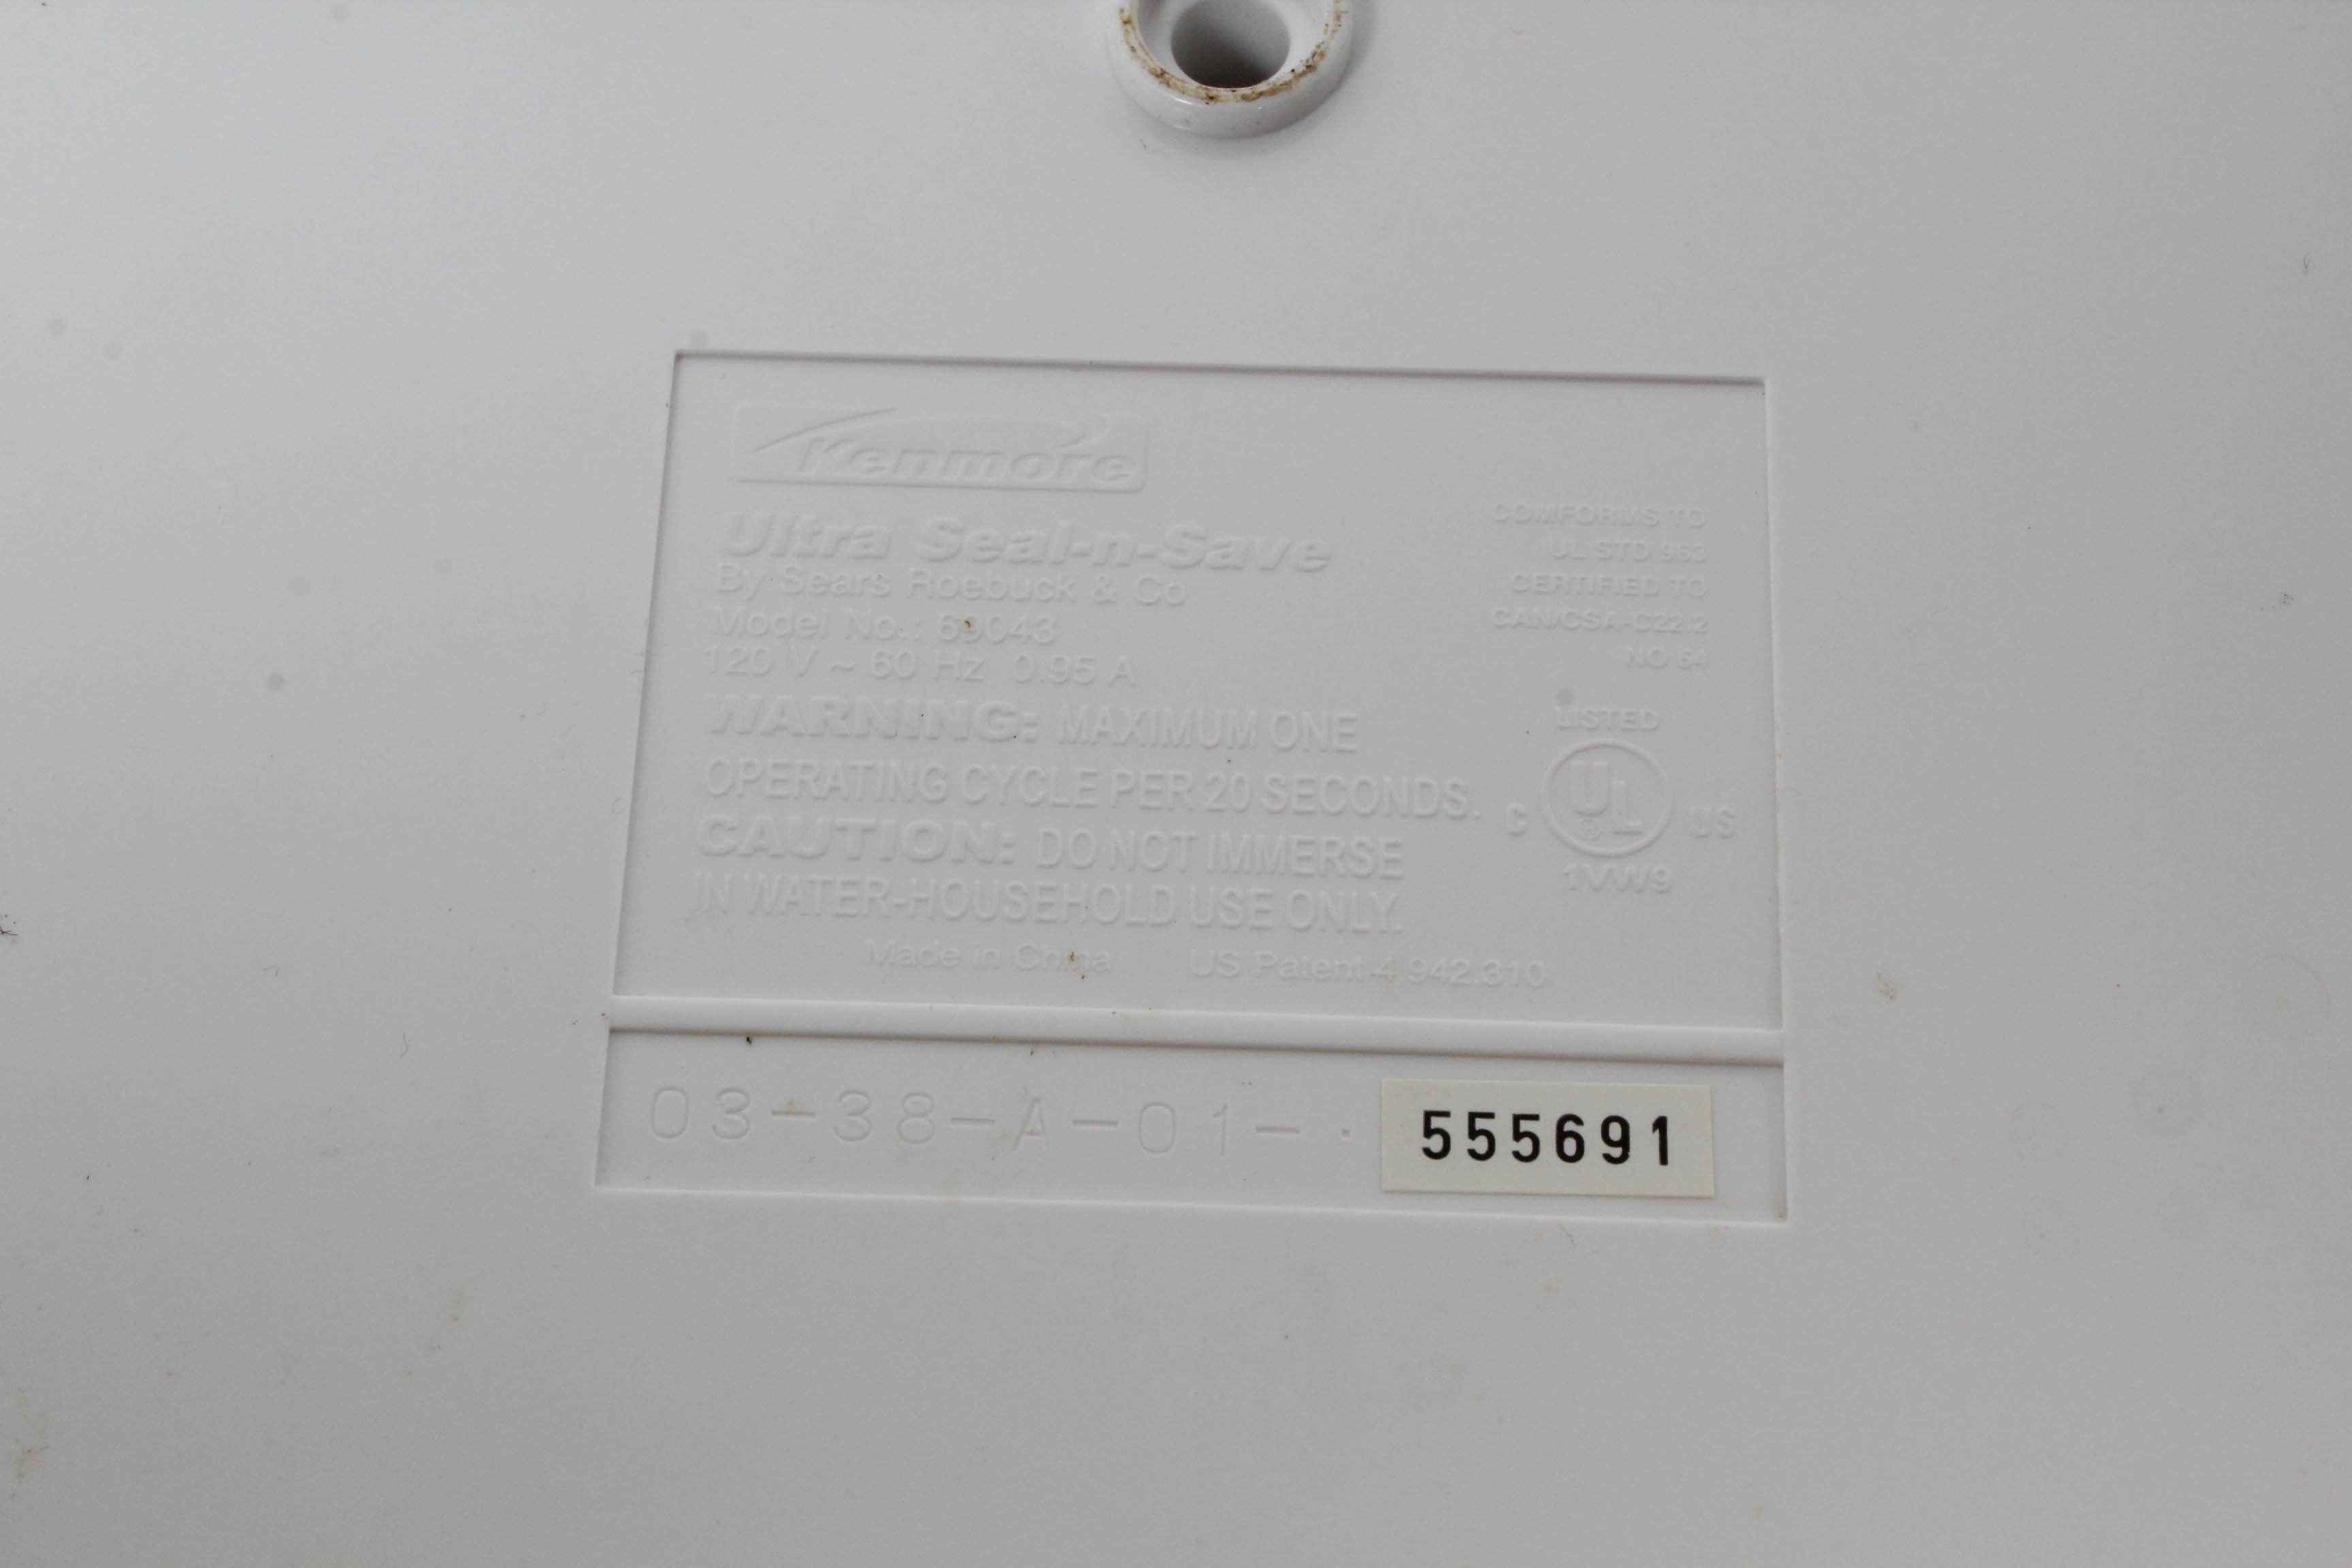 Kenmore
Ultra Seal-n-Save
By Sears Roebuck & Co
Model No.: 69043
120 V ~ 60 Hz 0.95 A
WARNING: MAXIMUM ONE
OPERATING CYCLE PER 20 SECONDS.
CAUTION: DO NOT IMMERSE
IN WATER-HOUSEHOLD USE ONLY.
Made in China US Patent 4.942.310
COMFORMS TO
UL STD 963
CERTIFIED TO
CAN/CSA-C22.2
NO 64
LISTED
C UL ® US
1VW9
03-38-A-01-·
555691